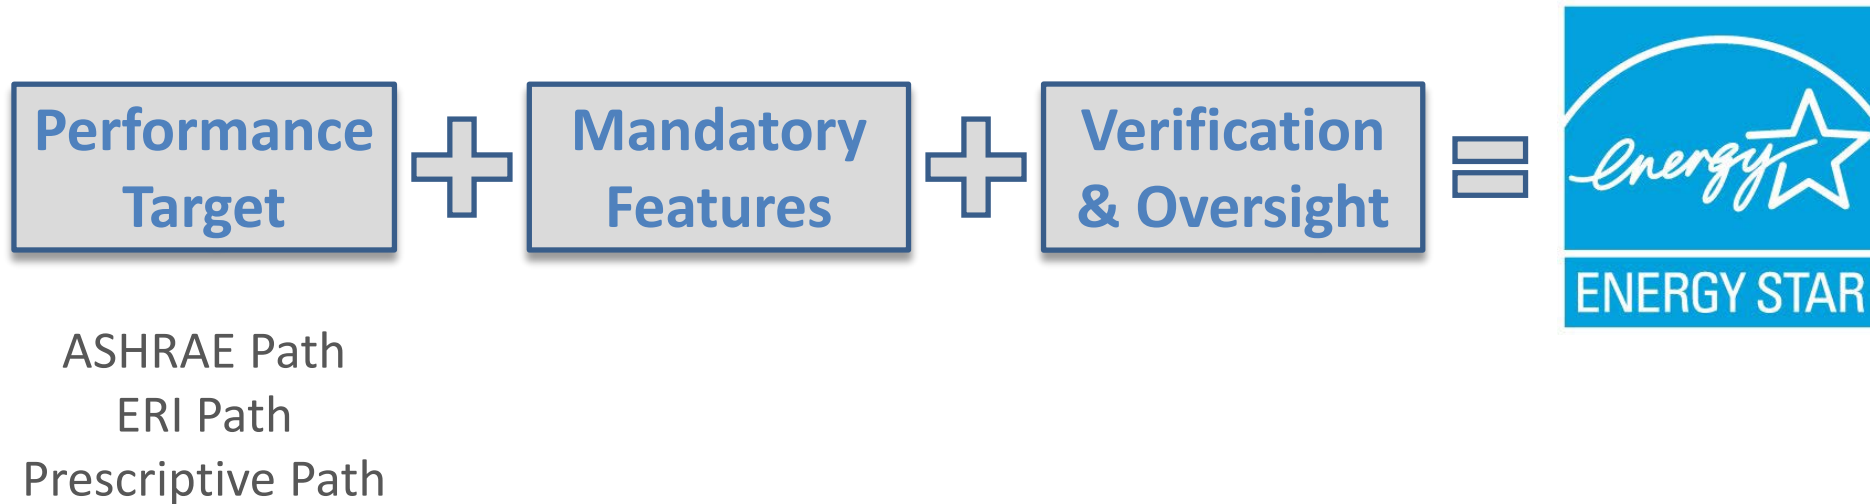 Performance
Target
Mandatory
Features
Verification
& Oversight
energy
ENERGY STAR
ASHRAE Path
ERI Path
Prescriptive Path